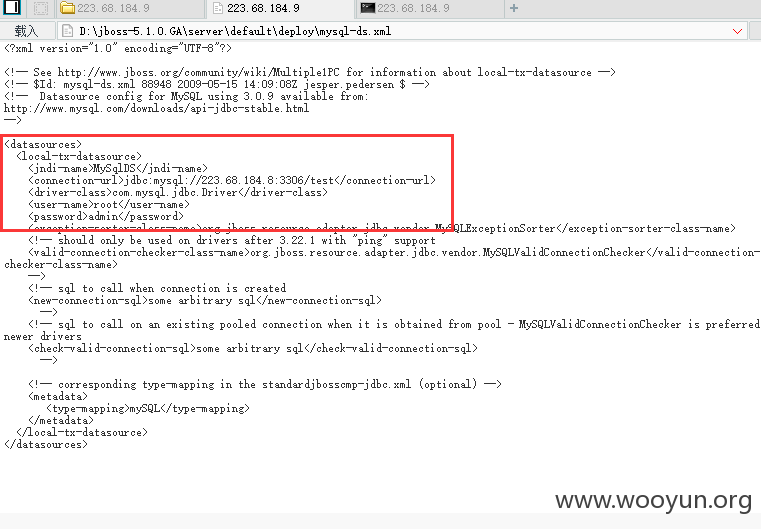 223.68.184.9
223.68.184.9
223.68.184.9
载入
D:\jboss-5.1.0.GA\server\default\deploy\mysql-ds.xml
<?xml version="1.0" encoding="UTF-8"?>
<!-- See http://www.jboss.org/community/wiki/Multiple1PC for information about local-tx-datasource -->
<!-- $Id: mysql-ds.xml 88948 2009-05-15 14:09:08Z jesper.pedersen $ -->
<!--  Datasource config for MySQL using 3.0.9 available from:
http://www.mysql.com/downloads/api-jdbc-stable.html
-->
<datasources>
<local-tx-datasource>
<jndi-name>MySqlDS</jndi-name>
<connection-url>jdbc:mysql://223.68.184.8:3306/test</connection-url>
<driver-class>com.mysql.jdbc.Driver</driver-class>
<user-name>root</user-name>
<password>admin</password>
<exception-sorter-class-name>org.jboss.resource.adapter.jdbc.vendor.MySQLExceptionSorter</exception-sorter-class-name>
<!-- should only be used on drivers after 3.22.1 with "ping" support
<valid-connection-checker-class-name>org.jboss.resource.adapter.jdbc.vendor.MySQLValidConnectionChecker</valid-connection-
checker-class-name>
-->
<!-- sql to call when connection is created
<new-connection-sql>some arbitrary sql</new-connection-sql>
-->
<!-- sql to call on an existing pooled connection when it is obtained from pool - MySQLValidConnectionChecker is preferred
newer drivers
<check-valid-connection-sql>some arbitrary sql</check-valid-connection-sql>
-->
<!-- corresponding type-mapping in the standardjbosscmp-jdbc.xml (optional) -->
<metadata>
<type-mapping>mySQL</type-mapping>
</metadata>
</local-tx-datasource>
</datasources>
www.wooyun.org